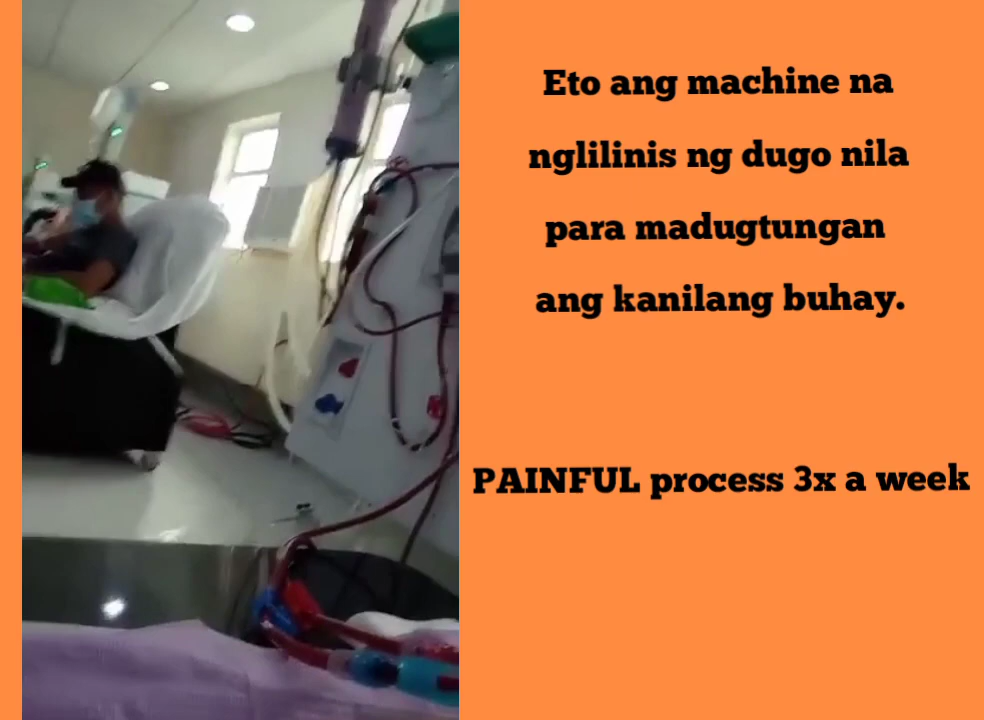 Eto ang machine na
nglilinis ng dugo nila
para madugtungan
ang kanilang buhay.
PAINFUL process 3x a week